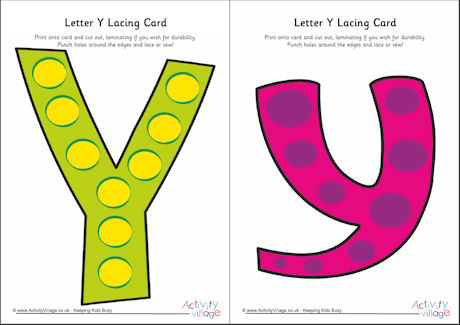 Letter Y Lacing Card
Print onto card and cut out, laminating if you wish for durability.
Punch holes around the edges and lace or sew!
Y
www.ActivityVillage.co.uk - Keeping Kids Busy
Activity
village
Letter Y Lacing Card
Print onto card and cut out, laminating if you wish for durability.
Punch holes around the edges and lace or sew!
y
www.ActivityVillage.co.uk - Keeping Kids Busy
Activity
village